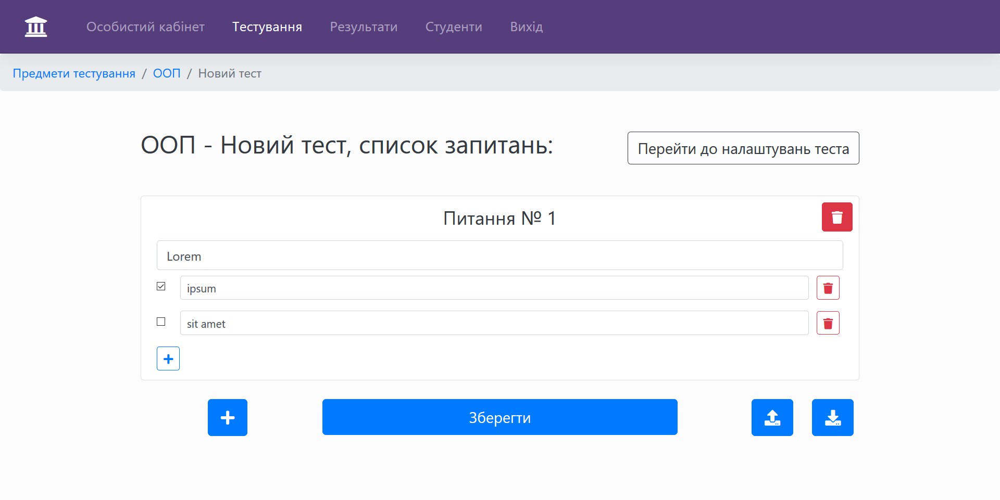 Особистий кабінет Тестування Результати Студенти Вихід
Предмети тестування / ООП / Новий тест
ООП - Новий тест, список запитань:
Перейти до налаштувань теста
Питання № 1
Lorem
ipsum
sit amet
Зберегти